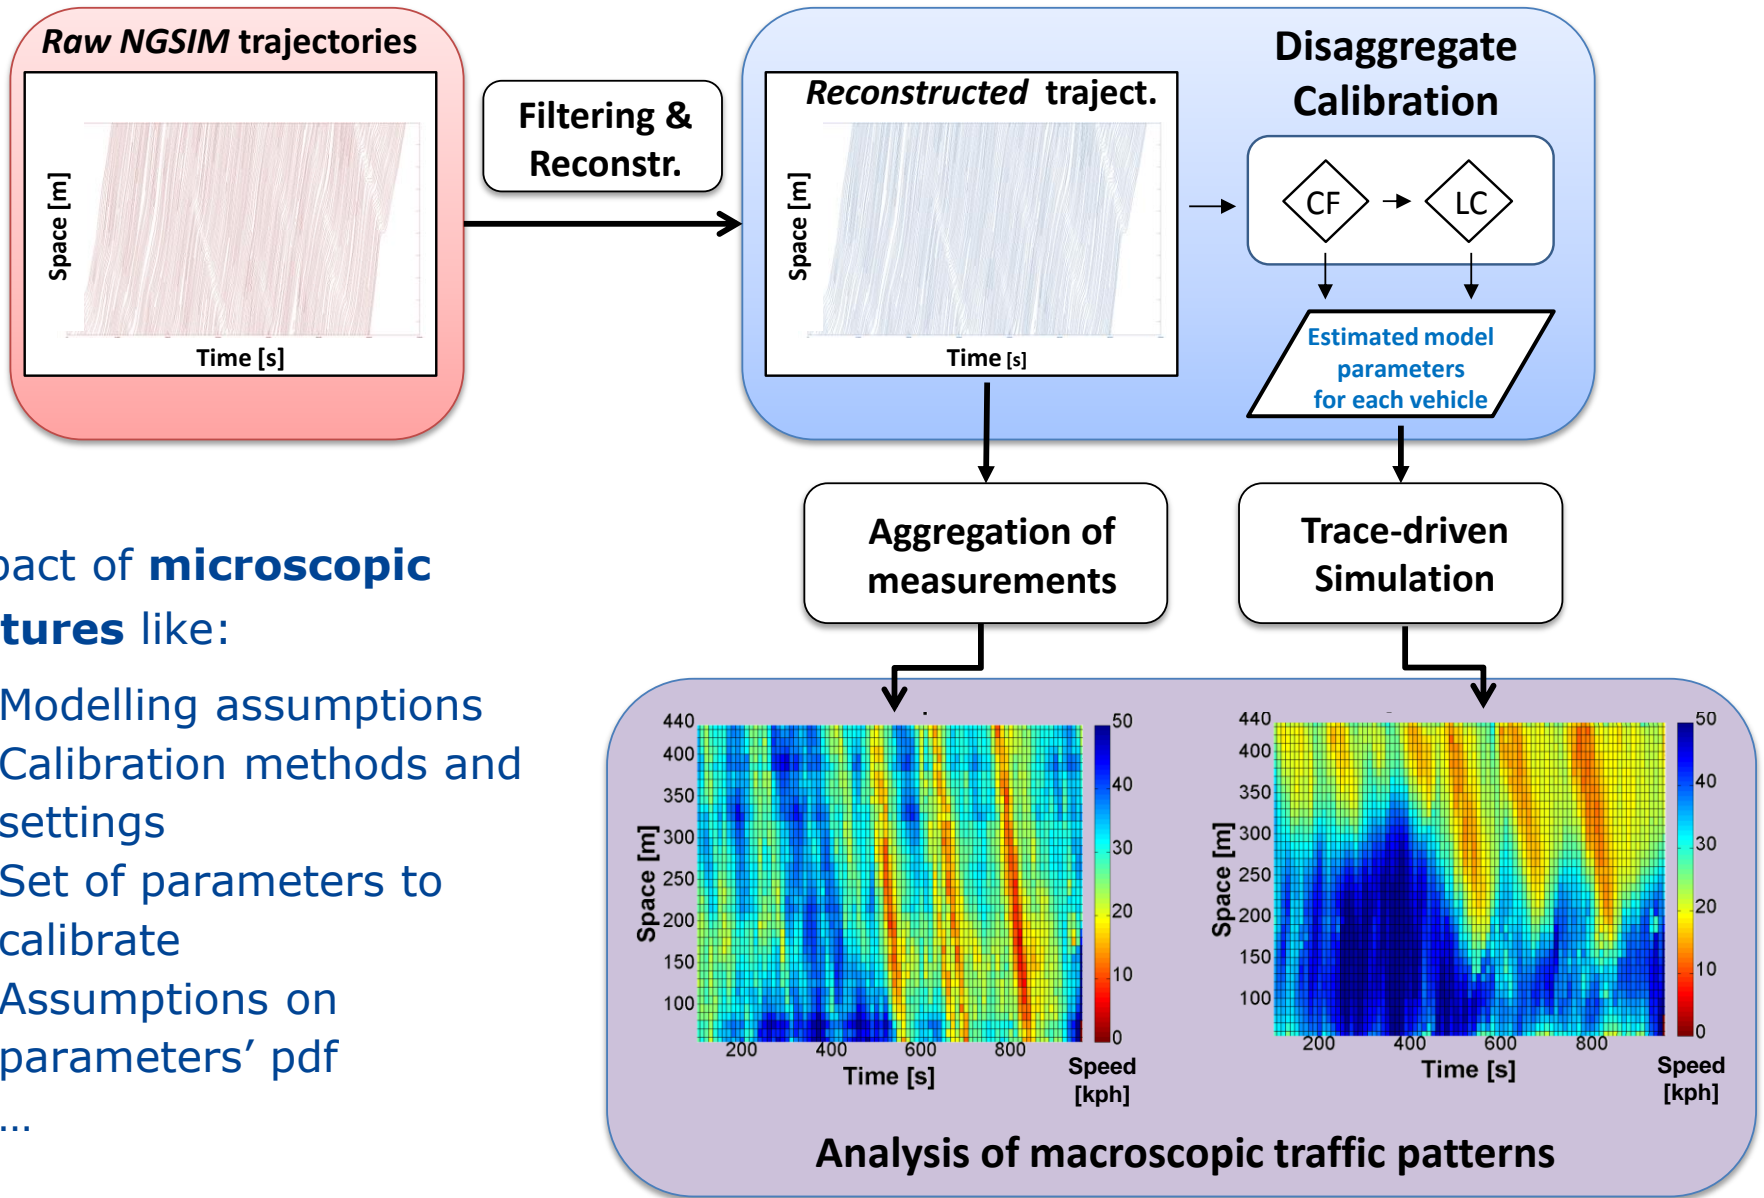 Raw NGSIM trajectories
Space [m]
Time [s]
Filtering &
Reconstr.
Reconstructed traject.
Space [m]
Time [s]
Disaggregate
Calibration
CF
LC
Estimated model
parameters
for each vehicle
Aggregation of
measurements
Trace-driven
Simulation
pact of microscopic
tures like:
Modelling assumptions
Calibration methods and
settings
Set of parameters to
calibrate
Assumptions on
parameters’ pdf
...
440
400
350
300
250
200
150
100
Space [m]
200 400 600 800
Time [s]
50
40
30
20
10
0
Speed
[kph]
440
400
350
300
250
200
150
100
Space [m]
200 400 600 800
Time [s]
50
40
30
20
10
0
Speed
[kph]
Analysis of macroscopic traffic patterns